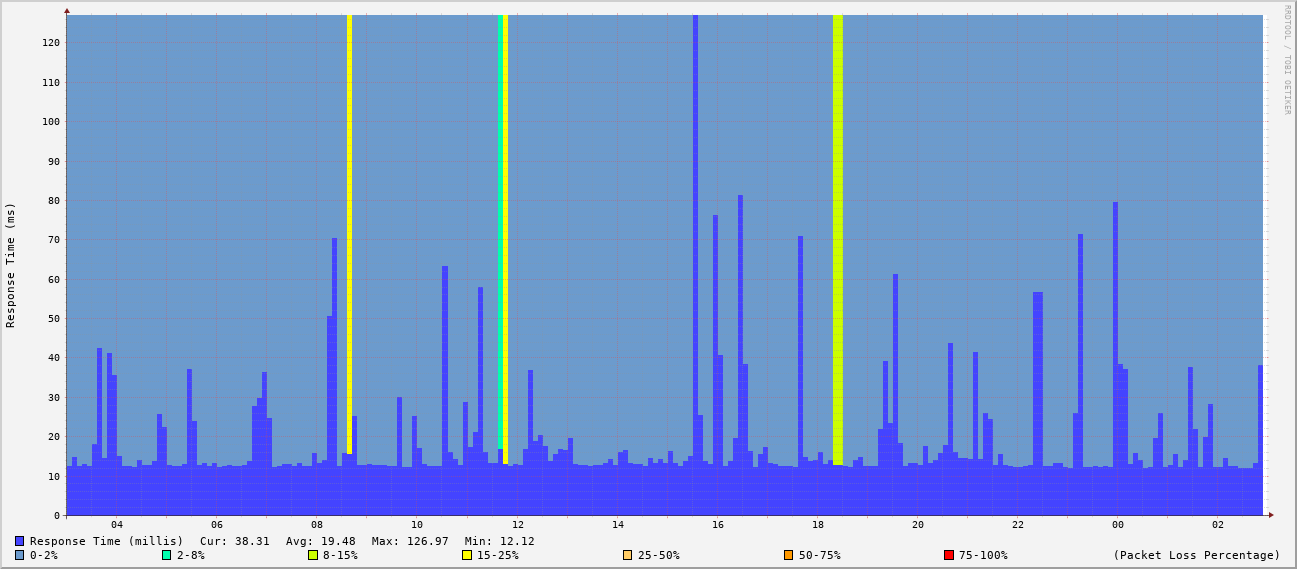 RRDTOOL / TOBI OETIKER
Response Time (ms)
120
110
100
90
80
70
60
50
40
30
20
10
0
04 06 08 10 12 14 16 18 20 22 00 02
Response Time (millis) Cur: 38.31 Avg: 19.48 Max: 126.97 Min: 12.12
0-2% 2-8% 8-15% 15-25% 25-50% 50-75% 75-100% (Packet Loss Percentage)